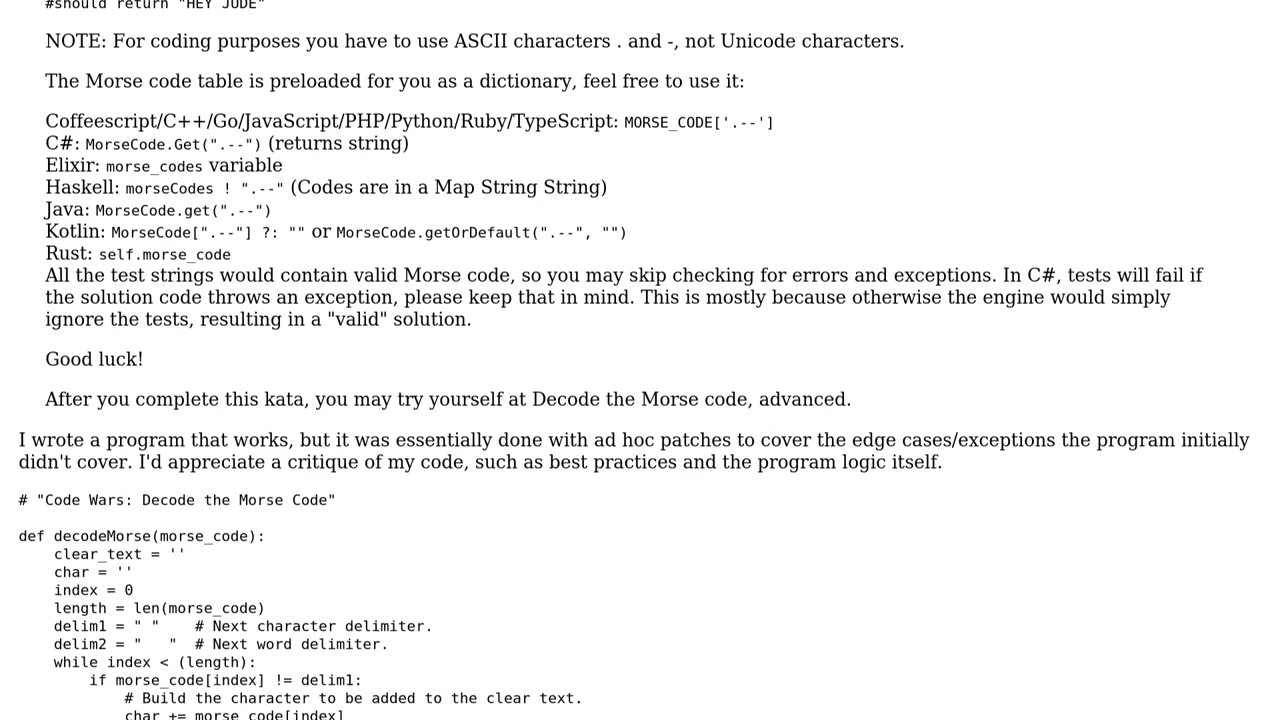 #should return "HEY JUDE"
NOTE: For coding purposes you have to use ASCII characters . and -, not Unicode characters.
The Morse code table is preloaded for you as a dictionary, feel free to use it:
Coffeescript/C++/Go/JavaScript/PHP/Python/Ruby/TypeScript: MORSE_CODE['.--']
C#: MorseCode.Get(".--") (returns string)
Elixir: morse_codes variable
Haskell: morseCodes ! ".--" (Codes are in a Map String String)
Java: MorseCode.get(".--")
Kotlin: MorseCode[".--"] ?: "" or MorseCode.getOrDefault(".--", "")
Rust: self.morse_code
All the test strings would contain valid Morse code, so you may skip checking for errors and exceptions. In C#, tests will fail if
the solution code throws an exception, please keep that in mind. This is mostly because otherwise the engine would simply
ignore the tests, resulting in a "valid" solution.
Good luck!
After you complete this kata, you may try yourself at Decode the Morse code, advanced.
I wrote a program that works, but it was essentially done with ad hoc patches to cover the edge cases/exceptions the program initially
didn't cover. I'd appreciate a critique of my code, such as best practices and the program logic itself.
# "Code Wars: Decode the Morse Code"
def decodeMorse(morse_code):
    clear_text = ''
    char = ''
    index = 0
    length = len(morse_code)
    delim1 = " "    # Next character delimiter.
    delim2 = "   "  # Next word delimiter.
    while index < (length):
        if morse_code[index] != delim1:
            # Build the character to be added to the clear text.
            char += morse_code[index]